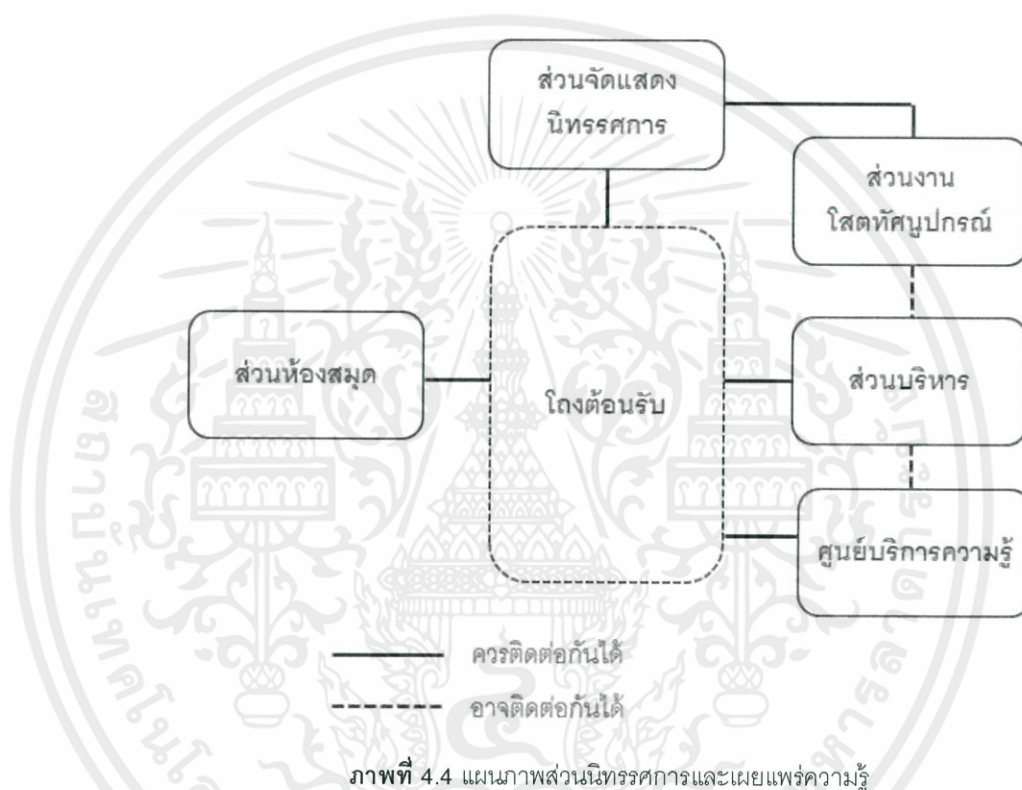 ส่วนจัดแสดง
นิทรรศการ
ส่วนงาน
โสตทัศนูปกรณ์
ส่วนห้องสมุด
โถงต้อนรับ
ส่วนบริหาร
ศูนย์บริการความรู้
ควรติดต่อกันได้
อาจติดต่อกันได้
ภาพที่ 4.4 แผนภาพส่วนนิทรรศการและเผยแพร่ความรู้